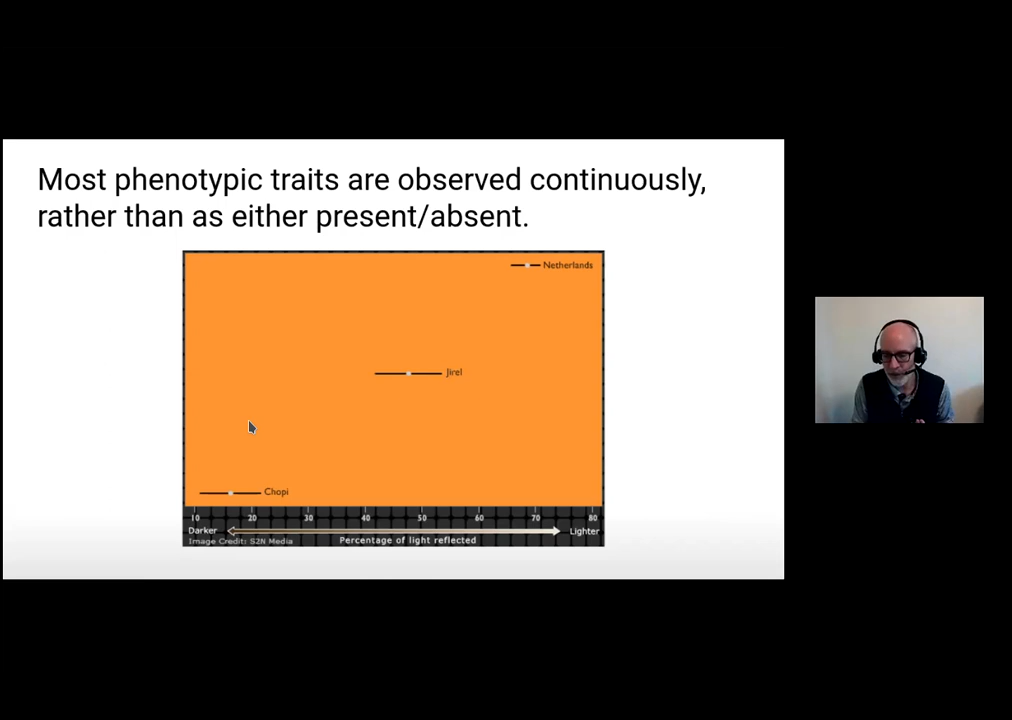 Most phenotypic traits are observed continuously,
rather than as either present/absent.
Netherlands
Jirel
Chopi
10 20 30 40 50 60 70 80
Darker Lighter
Image Credit: S2N Media Percentage of light reflected